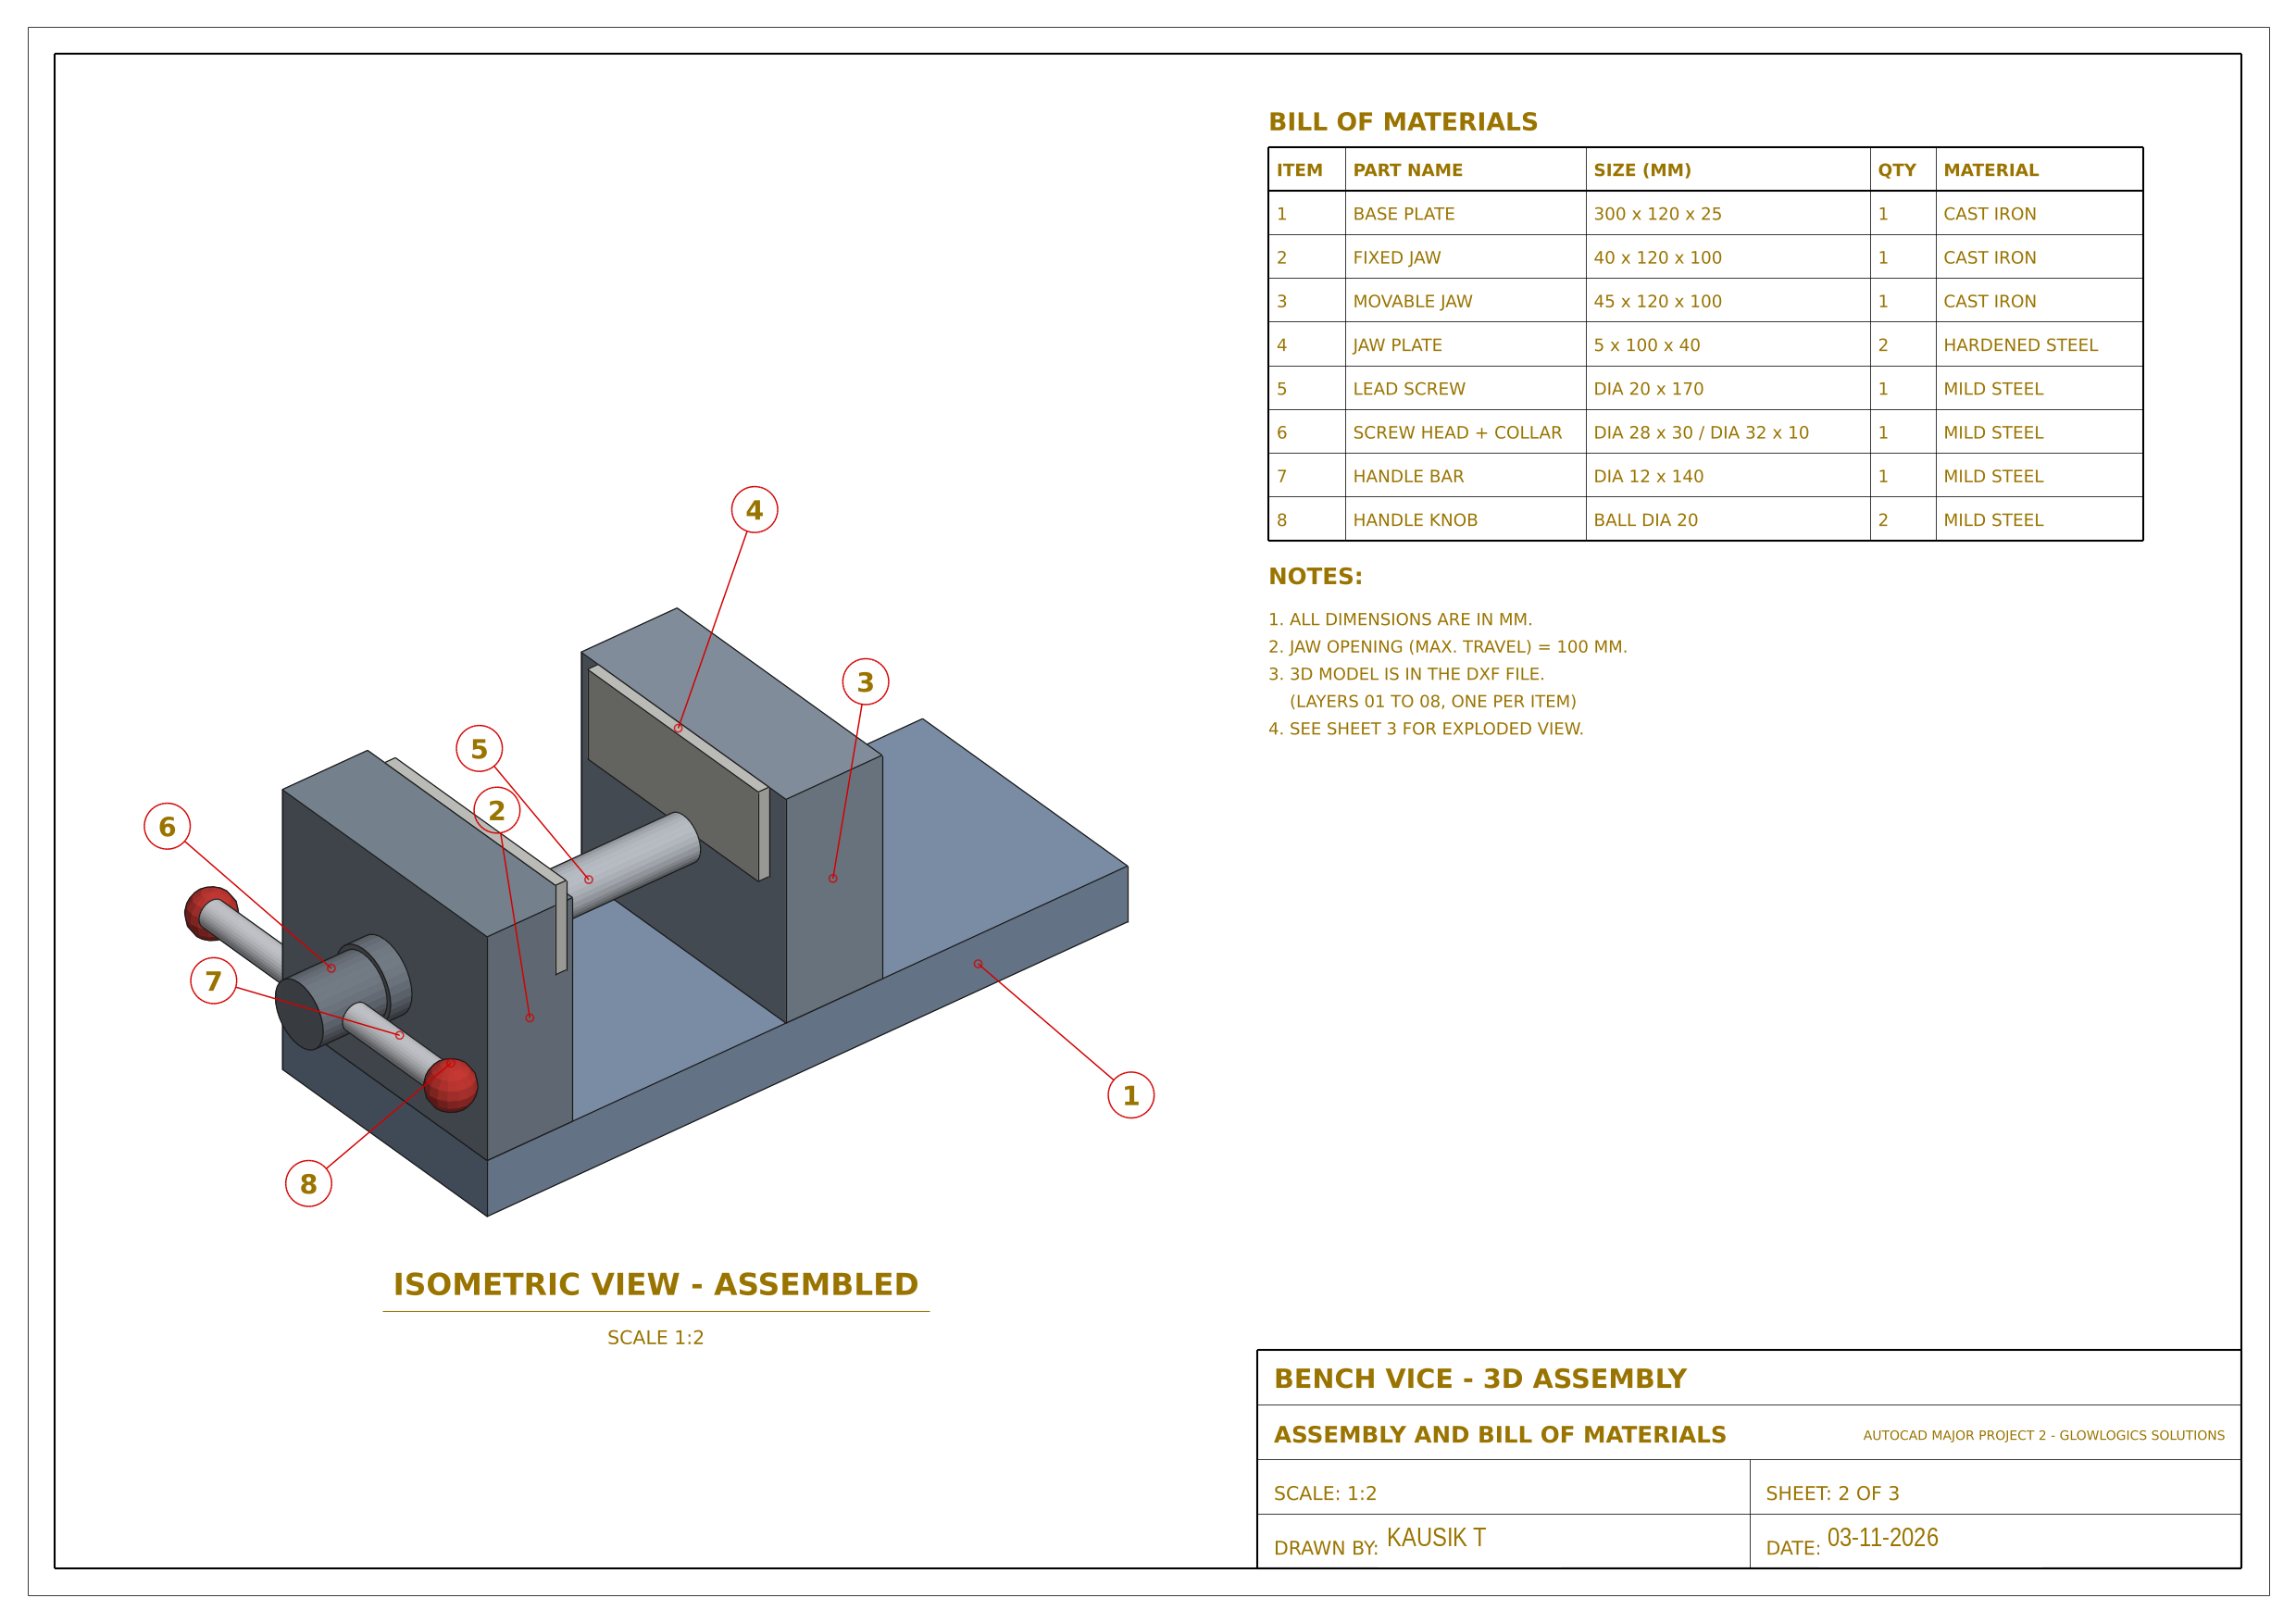 BILL OF MATERIALS
ITEM PART NAME SIZE (MM) QTY MATERIAL
1 BASE PLATE 300 x 120 x 25 1 CAST IRON
2 FIXED JAW 40 x 120 x 100 1 CAST IRON
3 MOVABLE JAW 45 x 120 x 100 1 CAST IRON
4 JAW PLATE 5 x 100 x 40 2 HARDENED STEEL
5 LEAD SCREW DIA 20 x 170 1 MILD STEEL
6 SCREW HEAD + COLLAR DIA 28 x 30 / DIA 32 x 10 1 MILD STEEL
7 HANDLE BAR DIA 12 x 140 1 MILD STEEL
8 HANDLE KNOB BALL DIA 20 2 MILD STEEL
NOTES:
1. ALL DIMENSIONS ARE IN MM.
2. JAW OPENING (MAX. TRAVEL) = 100 MM.
3. 3D MODEL IS IN THE DXF FILE.
(LAYERS 01 TO 08, ONE PER ITEM)
4. SEE SHEET 3 FOR EXPLODED VIEW.
4
3
5
2
6
7
1
8
ISOMETRIC VIEW - ASSEMBLED
SCALE 1:2
BENCH VICE - 3D ASSEMBLY
ASSEMBLY AND BILL OF MATERIALS AUTOCAD MAJOR PROJECT 2 - GLOWLOGICS SOLUTIONS
SCALE: 1:2 SHEET: 2 OF 3
DRAWN BY: KAUSIK T DATE: 03-11-2026